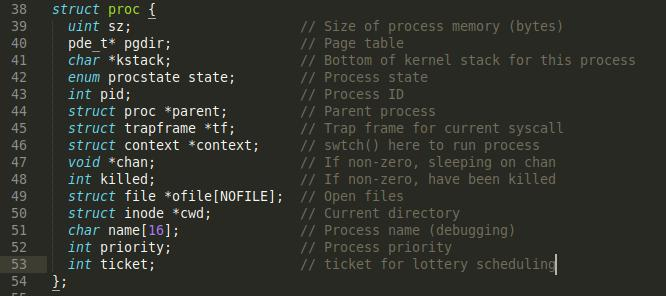 38 struct proc {
39 uint sz; // Size of process memory (bytes)
40 pde_t* pgdir; // Page table
41 char *kstack; // Bottom of kernel stack for this process
42 enum procstate state; // Process state
43 int pid; // Process ID
44 struct proc *parent; // Parent process
45 struct trapframe *tf; // Trap frame for current syscall
46 struct context *context; // swtch() here to run process
47 void *chan; // If non-zero, sleeping on chan
48 int killed; // If non-zero, have been killed
49 struct file *ofile[NOFILE]; // Open files
50 struct inode *cwd; // Current directory
51 char name[16]; // Process name (debugging)
52 int priority; // Process priority
53 int ticket; // ticket for lottery scheduling
54 };